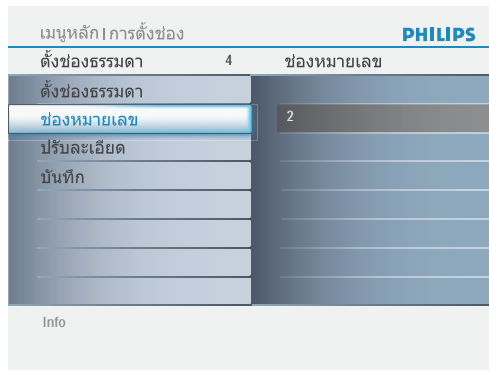 เมนูหลัก | การตั้งช่อง PHILIPS
ตั้งช่องธรรมดา 4 ช่องหมายเลข
ตั้งช่องธรรมดา
ช่องหมายเลข 2
ปรับละเอียด
บันทึก
Info